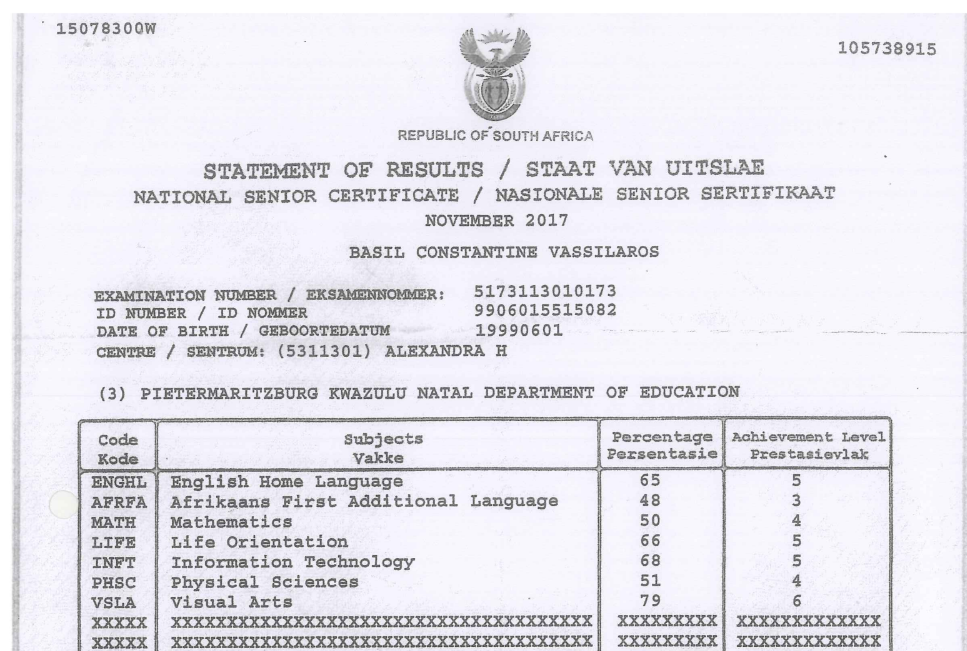 15078300W
105738915
REPUBLIC OF SOUTH AFRICA
STATEMENT OF RESULTS / STAAT VAN UITSLAE
NATIONAL SENIOR CERTIFICATE / NASIONALE SENIOR SERTIFIKAAT
NOVEMBER 2017
BASIL CONSTANTINE VASSILAROS
EXAMINATION NUMBER / EKSAMENNOMMER: 5173113010173
ID NUMBER / ID NOMMER 9906015515082
DATE OF BIRTH / GEBOORTEDATUM 19990601
CENTRE / SENTRUM: (5311301) ALEXANDRA H
(3) PIETERMARITZBURG KWAZULU NATAL DEPARTMENT OF EDUCATION
Code Subjects Percentage Achievement Level
Kode Vakke Persentasie Prestasievlak
ENGHL English Home Language 65 5
AFRFA Afrikaans First Additional Language 48 3
MATH Mathematics 50 4
LIFE Life Orientation 66 5
INFT Information Technology 68 5
PHSC Physical Sciences 51 4
VSLA Visual Arts 79 6
XXXXX XXXXXXXXXXXXXXXXXXXXXXXXXXXXXXXXXXXXXX XXXXXXXXX XXXXXXXXXXXXX
XXXXX XXXXXXXXXXXXXXXXXXXXXXXXXXXXXXXXXXXXXX XXXXXXXXX XXXXXXXXXXXXX